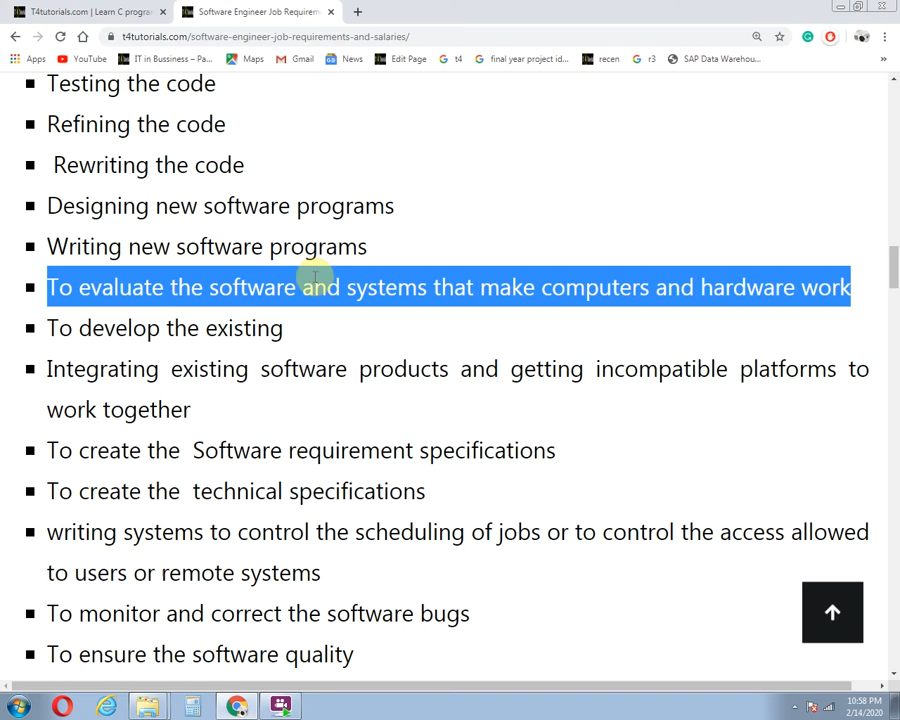 T4tutorials.com | Learn C progra
Software Engineer Job Requirem
t4tutorials.com/software-engineer-job-requirements-and-salaries/
Apps YouTube IT in Bussiness – Pa... Maps Gmail News Edit Page t4 final year project id... recen r3 SAP Data Warehou... »
Testing the code
Refining the code
Rewriting the code
Designing new software programs
Writing new software programs
To evaluate the software and systems that make computers and hardware work
To develop the existing
Integrating existing software products and getting incompatible platforms to
work together
To create the Software requirement specifications
To create the technical specifications
writing systems to control the scheduling of jobs or to control the access allowed
to users or remote systems
To monitor and correct the software bugs
To ensure the software quality
10:58 PM
2/14/2020